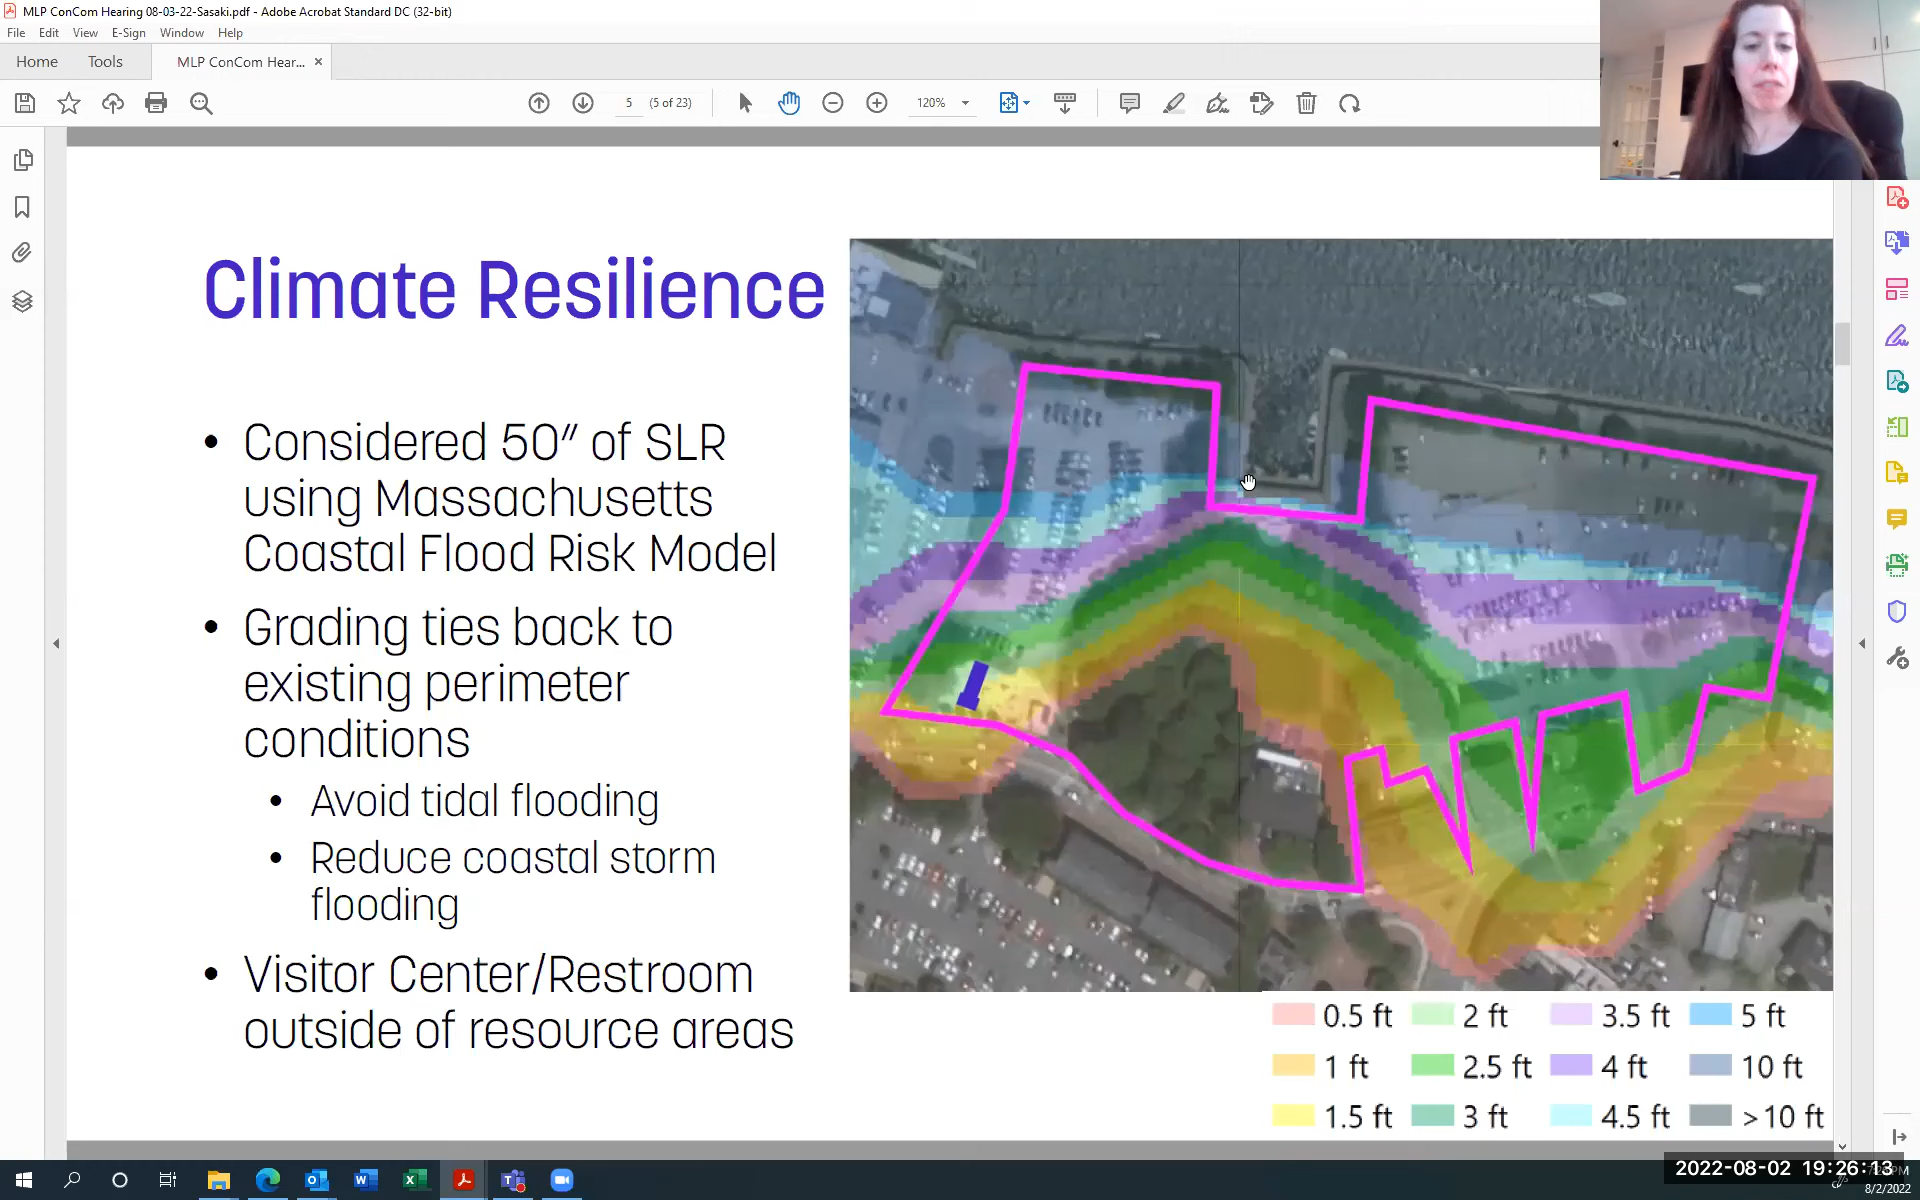 MLP ConCom Hearing 08-03-22-Sasaki.pdf - Adobe Acrobat Standard DC (32-bit)
File Edit View E-Sign Window Help
Home Tools MLP ConCom Hear... ×
5 (5 of 23) 120%
Climate Resilience
• Considered 50" of SLR
using Massachusetts
Coastal Flood Risk Model
• Grading ties back to
existing perimeter
conditions
• Avoid tidal flooding
• Reduce coastal storm
flooding
• Visitor Center/Restroom
outside of resource areas
0.5 ft 2 ft 3.5 ft 5 ft
1 ft 2.5 ft 4 ft 10 ft
1.5 ft 3 ft 4.5 ft >10 ft
2022-08-02 19:26:13
8/2/2022